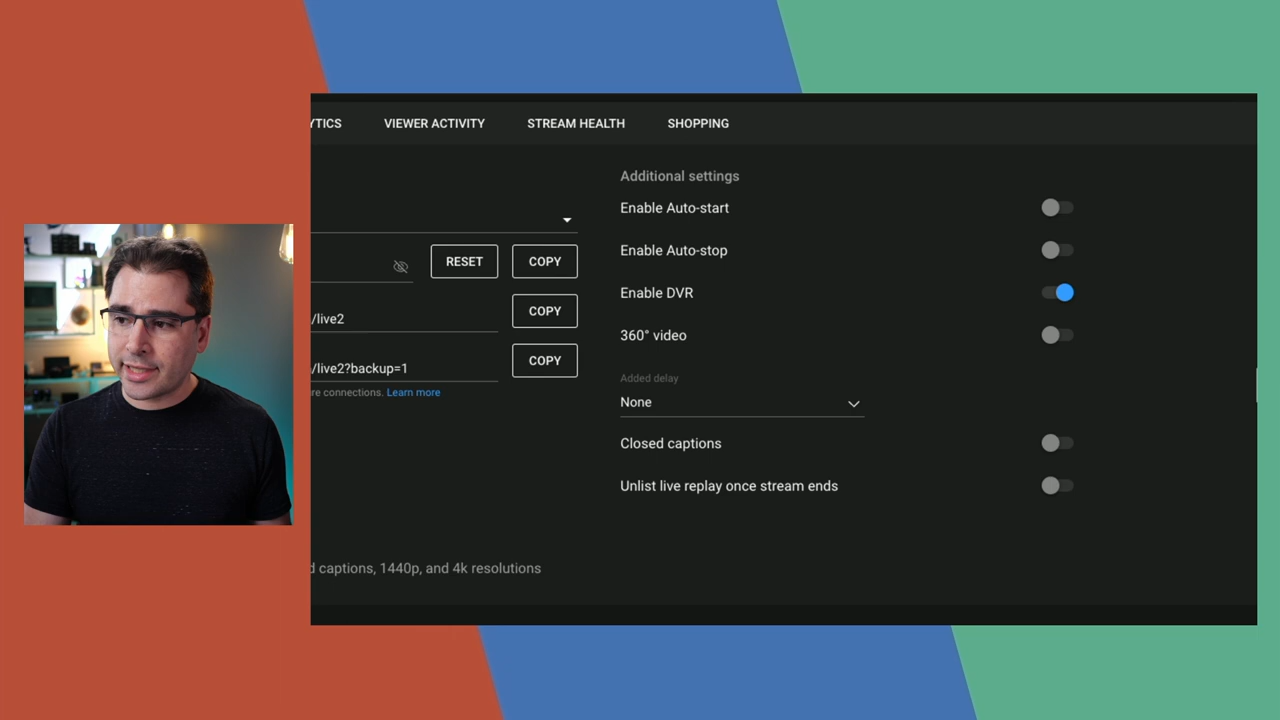 YTICS VIEWER ACTIVITY STREAM HEALTH SHOPPING
Additional settings
Enable Auto-start
Enable Auto-stop
Enable DVR
360° video
Added delay
None
Closed captions
Unlist live replay once stream ends
RESET COPY
/live2 COPY
/live2?backup=1 COPY
re connections. Learn more
d captions, 1440p, and 4k resolutions